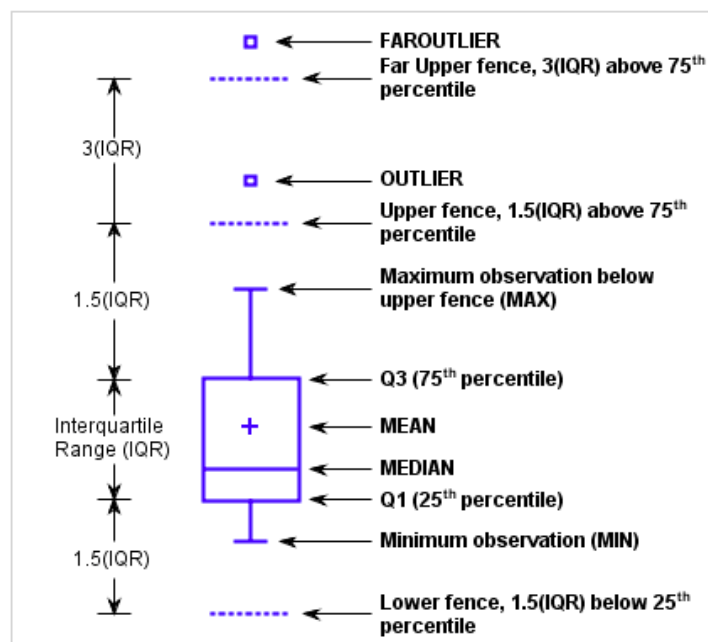 FAROUTLIER
Far Upper fence, 3(IQR) above 75th
percentile
3(IQR)
OUTLIER
Upper fence, 1.5(IQR) above 75th
percentile
Maximum observation below
upper fence (MAX)
1.5(IQR)
Q3 (75th percentile)
Interquartile
Range (IQR)
MEAN
MEDIAN
Q1 (25th percentile)
Minimum observation (MIN)
1.5(IQR)
Lower fence, 1.5(IQR) below 25th
percentile